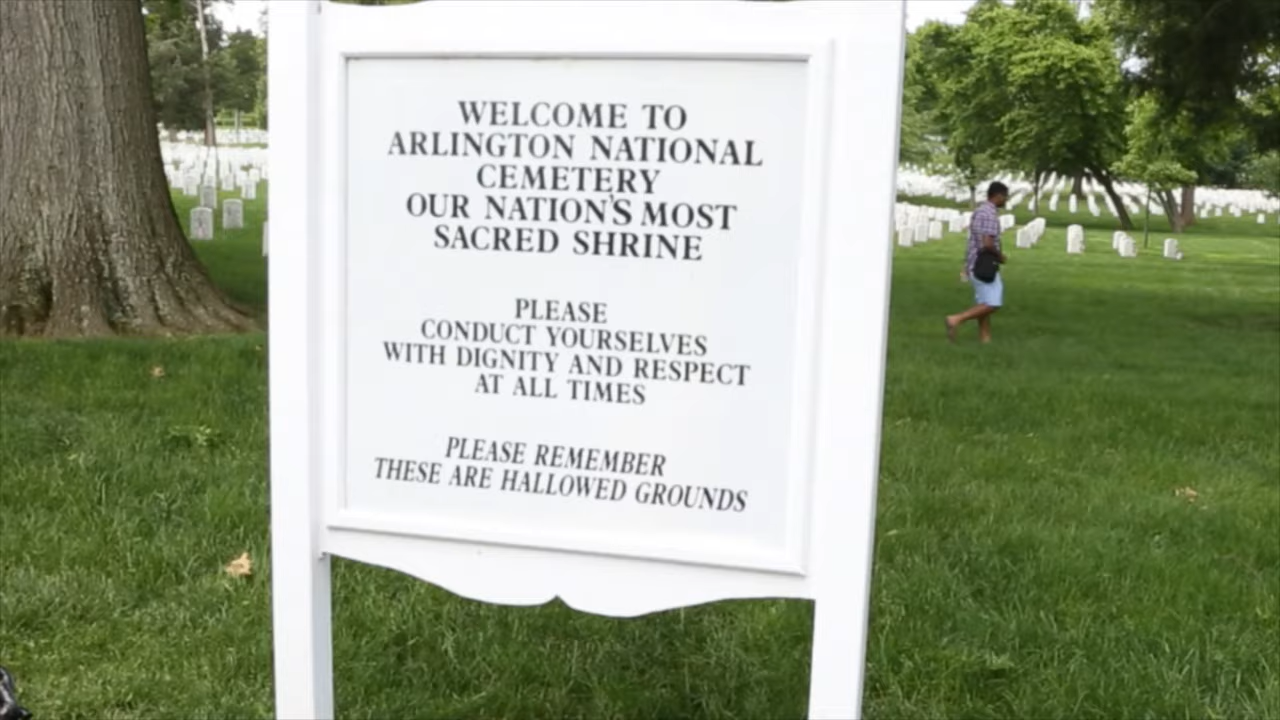 WELCOME TO
ARLINGTON NATIONAL
CEMETERY
OUR NATION'S MOST
SACRED SHRINE
PLEASE
CONDUCT YOURSELVES
WITH DIGNITY AND RESPECT
AT ALL TIMES
PLEASE REMEMBER
THESE ARE HALLOWED GROUNDS